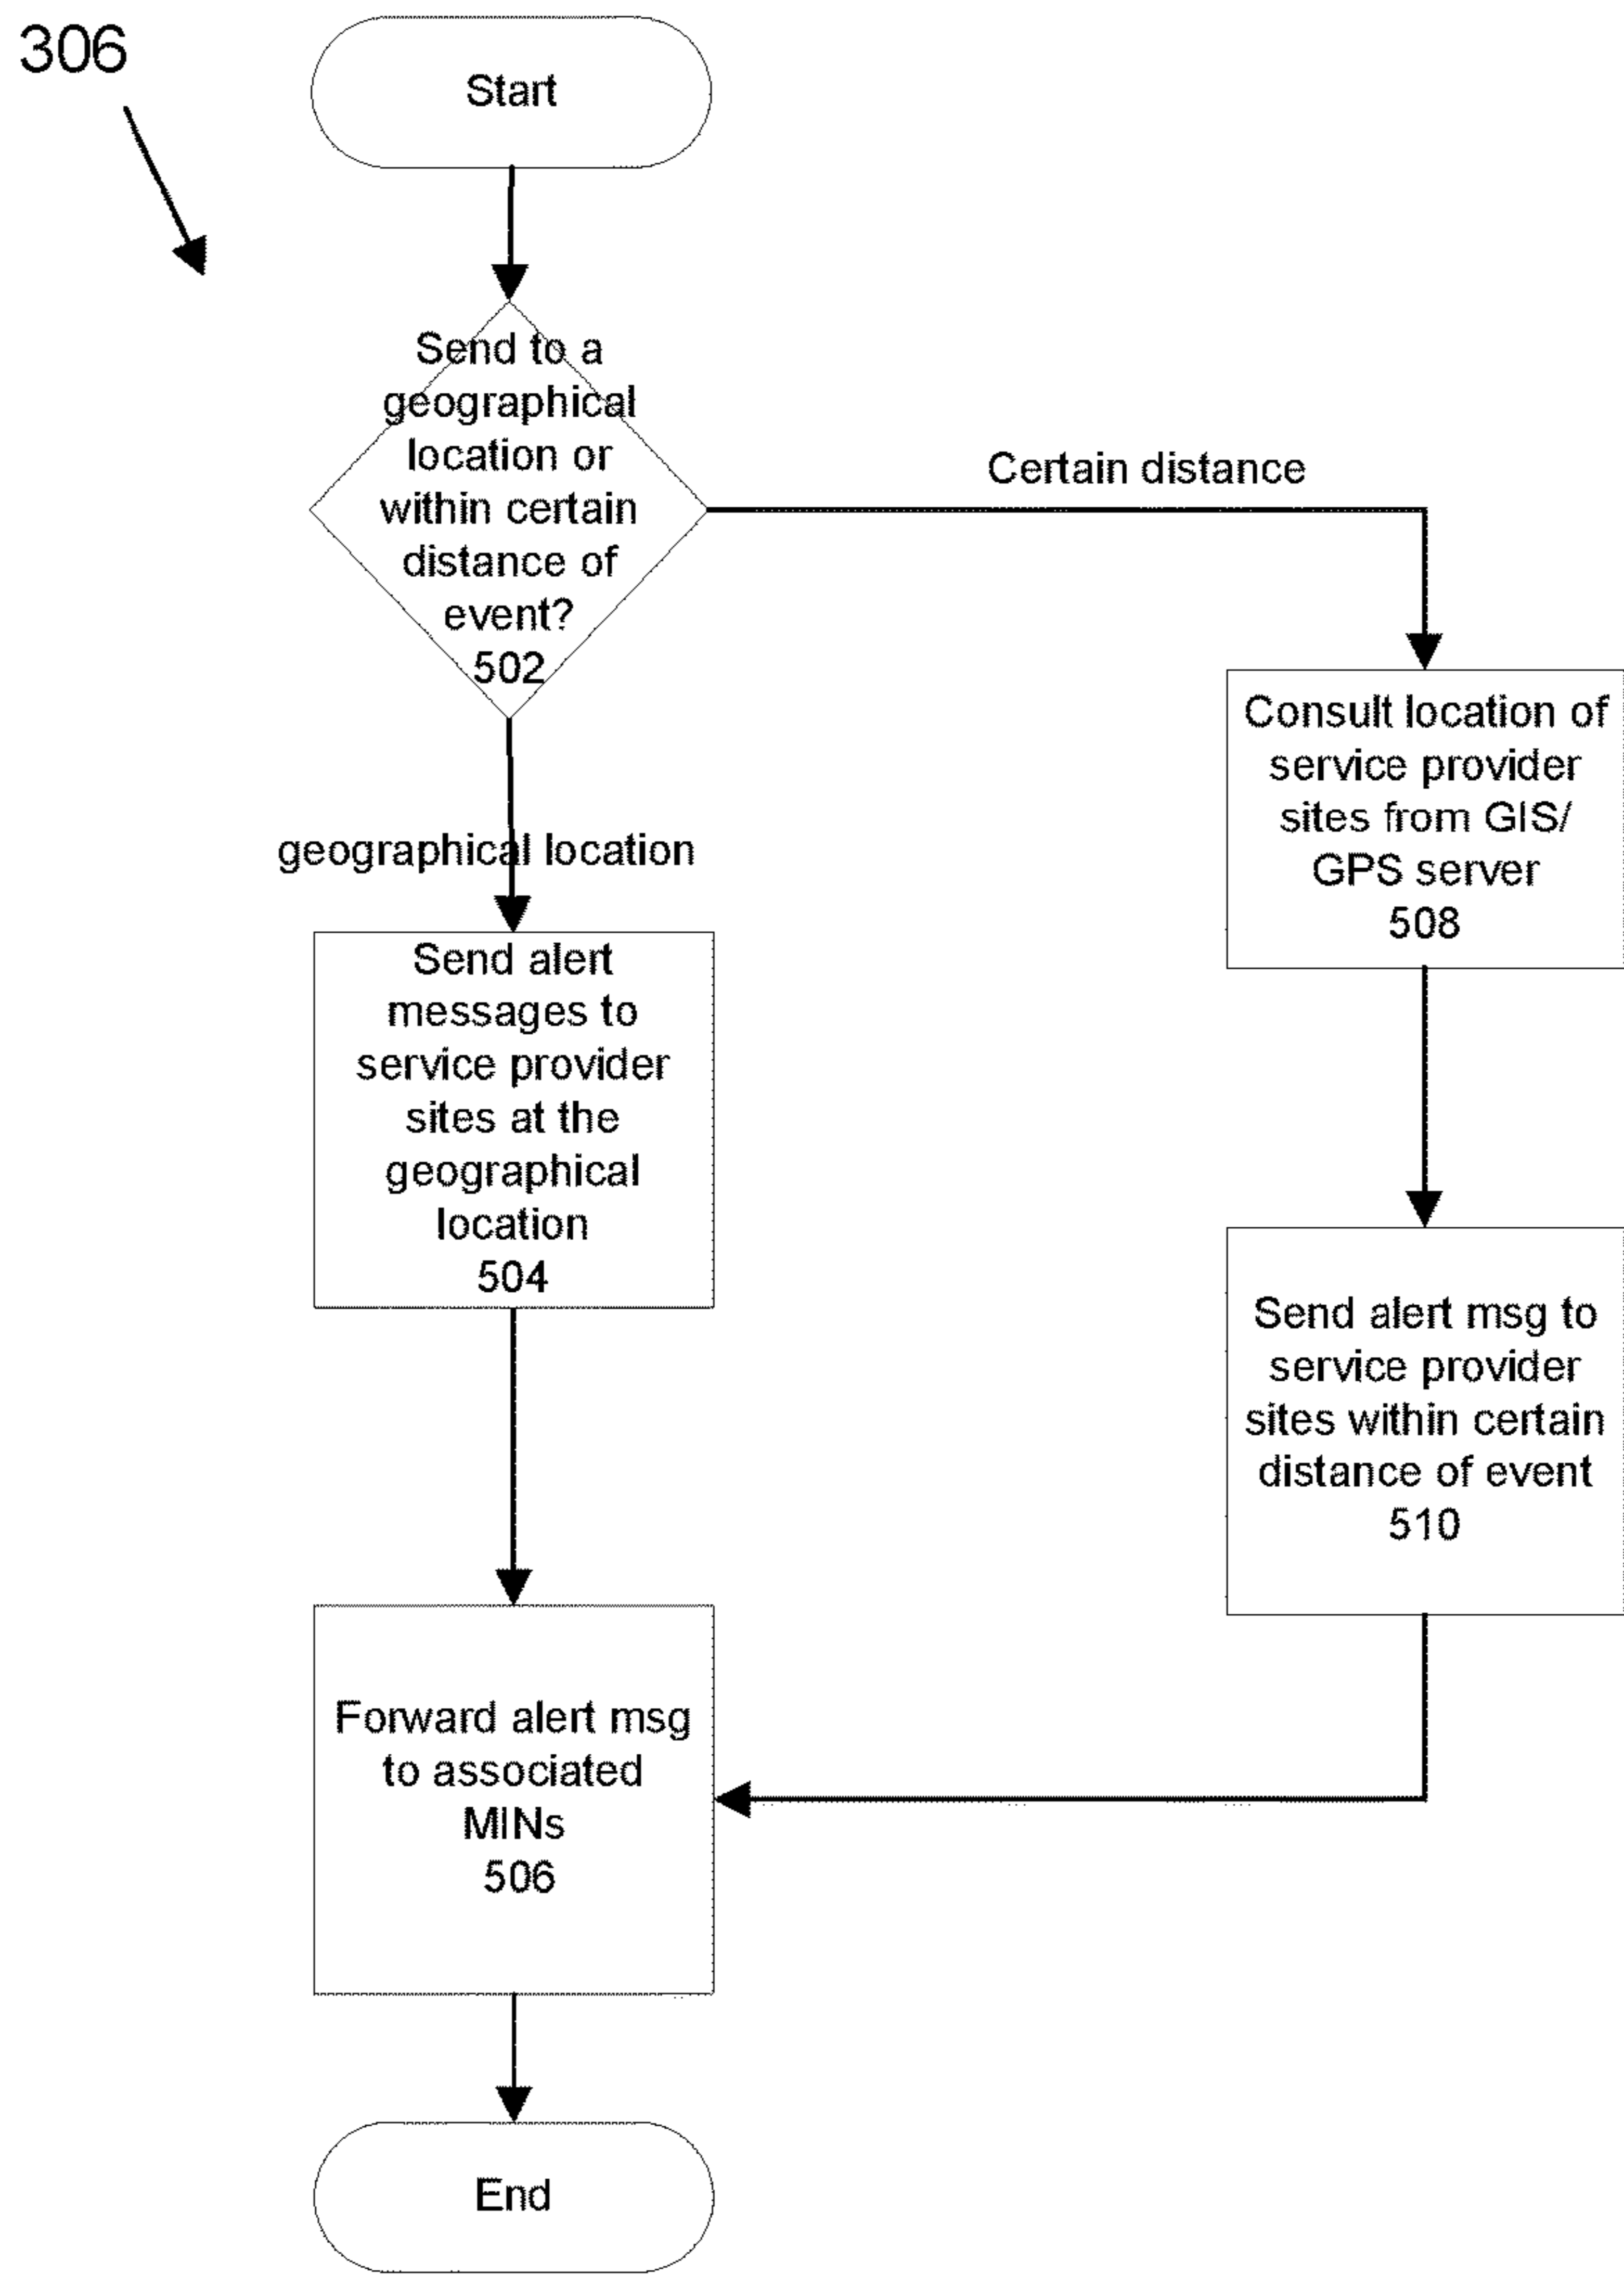 306
Start
Send to a
geographical
location or
within certain
distance of
event?
502
Certain distance
geographical location
Consult location of
service provider
sites from GIS/
GPS server
508
Send alert
messages to
service provider
sites at the
geographical
location
504
Send alert msg to
service provider
sites within certain
distance of event
510
Forward alert msg
to associated
MINs
506
End